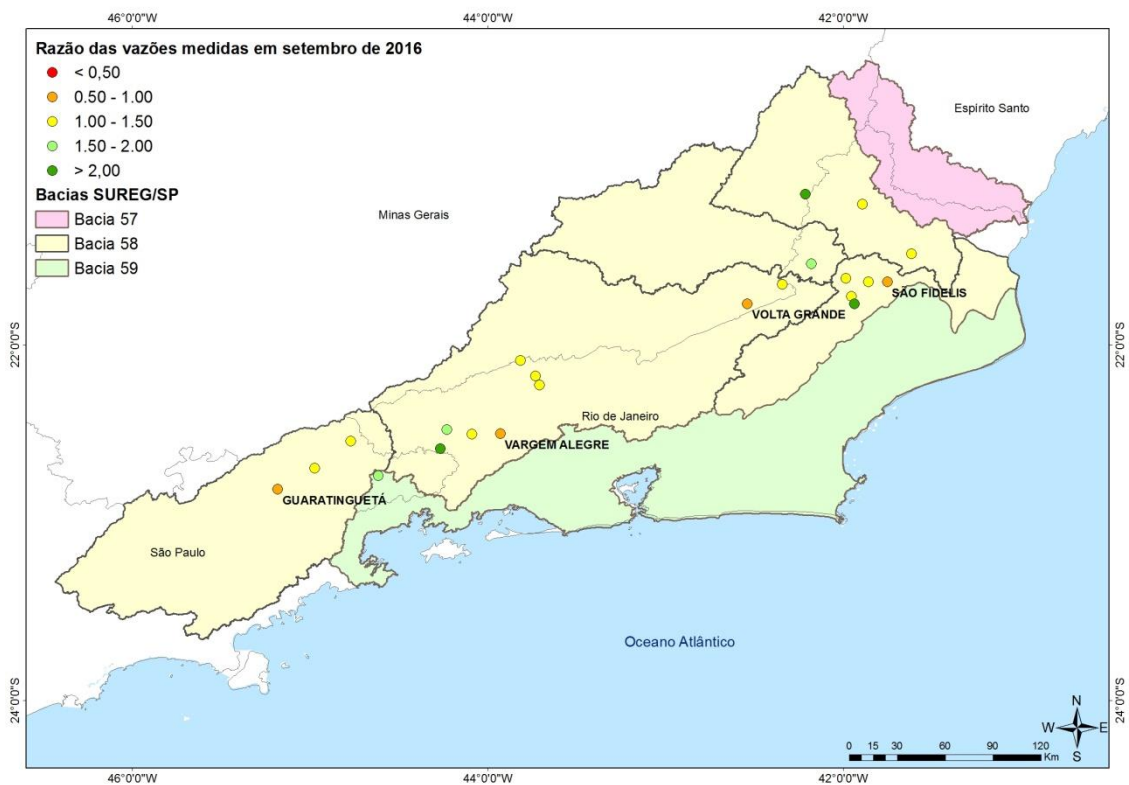 46°0'0"W
44°0'0"W
42°0'0"W
Razão das vazões medidas em setembro de 2016
< 0,50
0.50 - 1.00
1.00 - 1.50
1.50 - 2.00
> 2,00
Bacias SUREG/SP
Bacia 57
Bacia 58
Bacia 59
Espírito Santo
Minas Gerais
SÃO FIDELIS
VOLTA GRANDE
22°0'0"S
22°0'0"S
Rio de Janeiro
VARGEM ALEGRE
GUARATINGUETÁ
São Paulo
Oceano Atlântico
24°0'0"S
24°0'0"S
N
W
E
S
0 15 30 60 90 120
Km
46°0'0"W
44°0'0"W
42°0'0"W